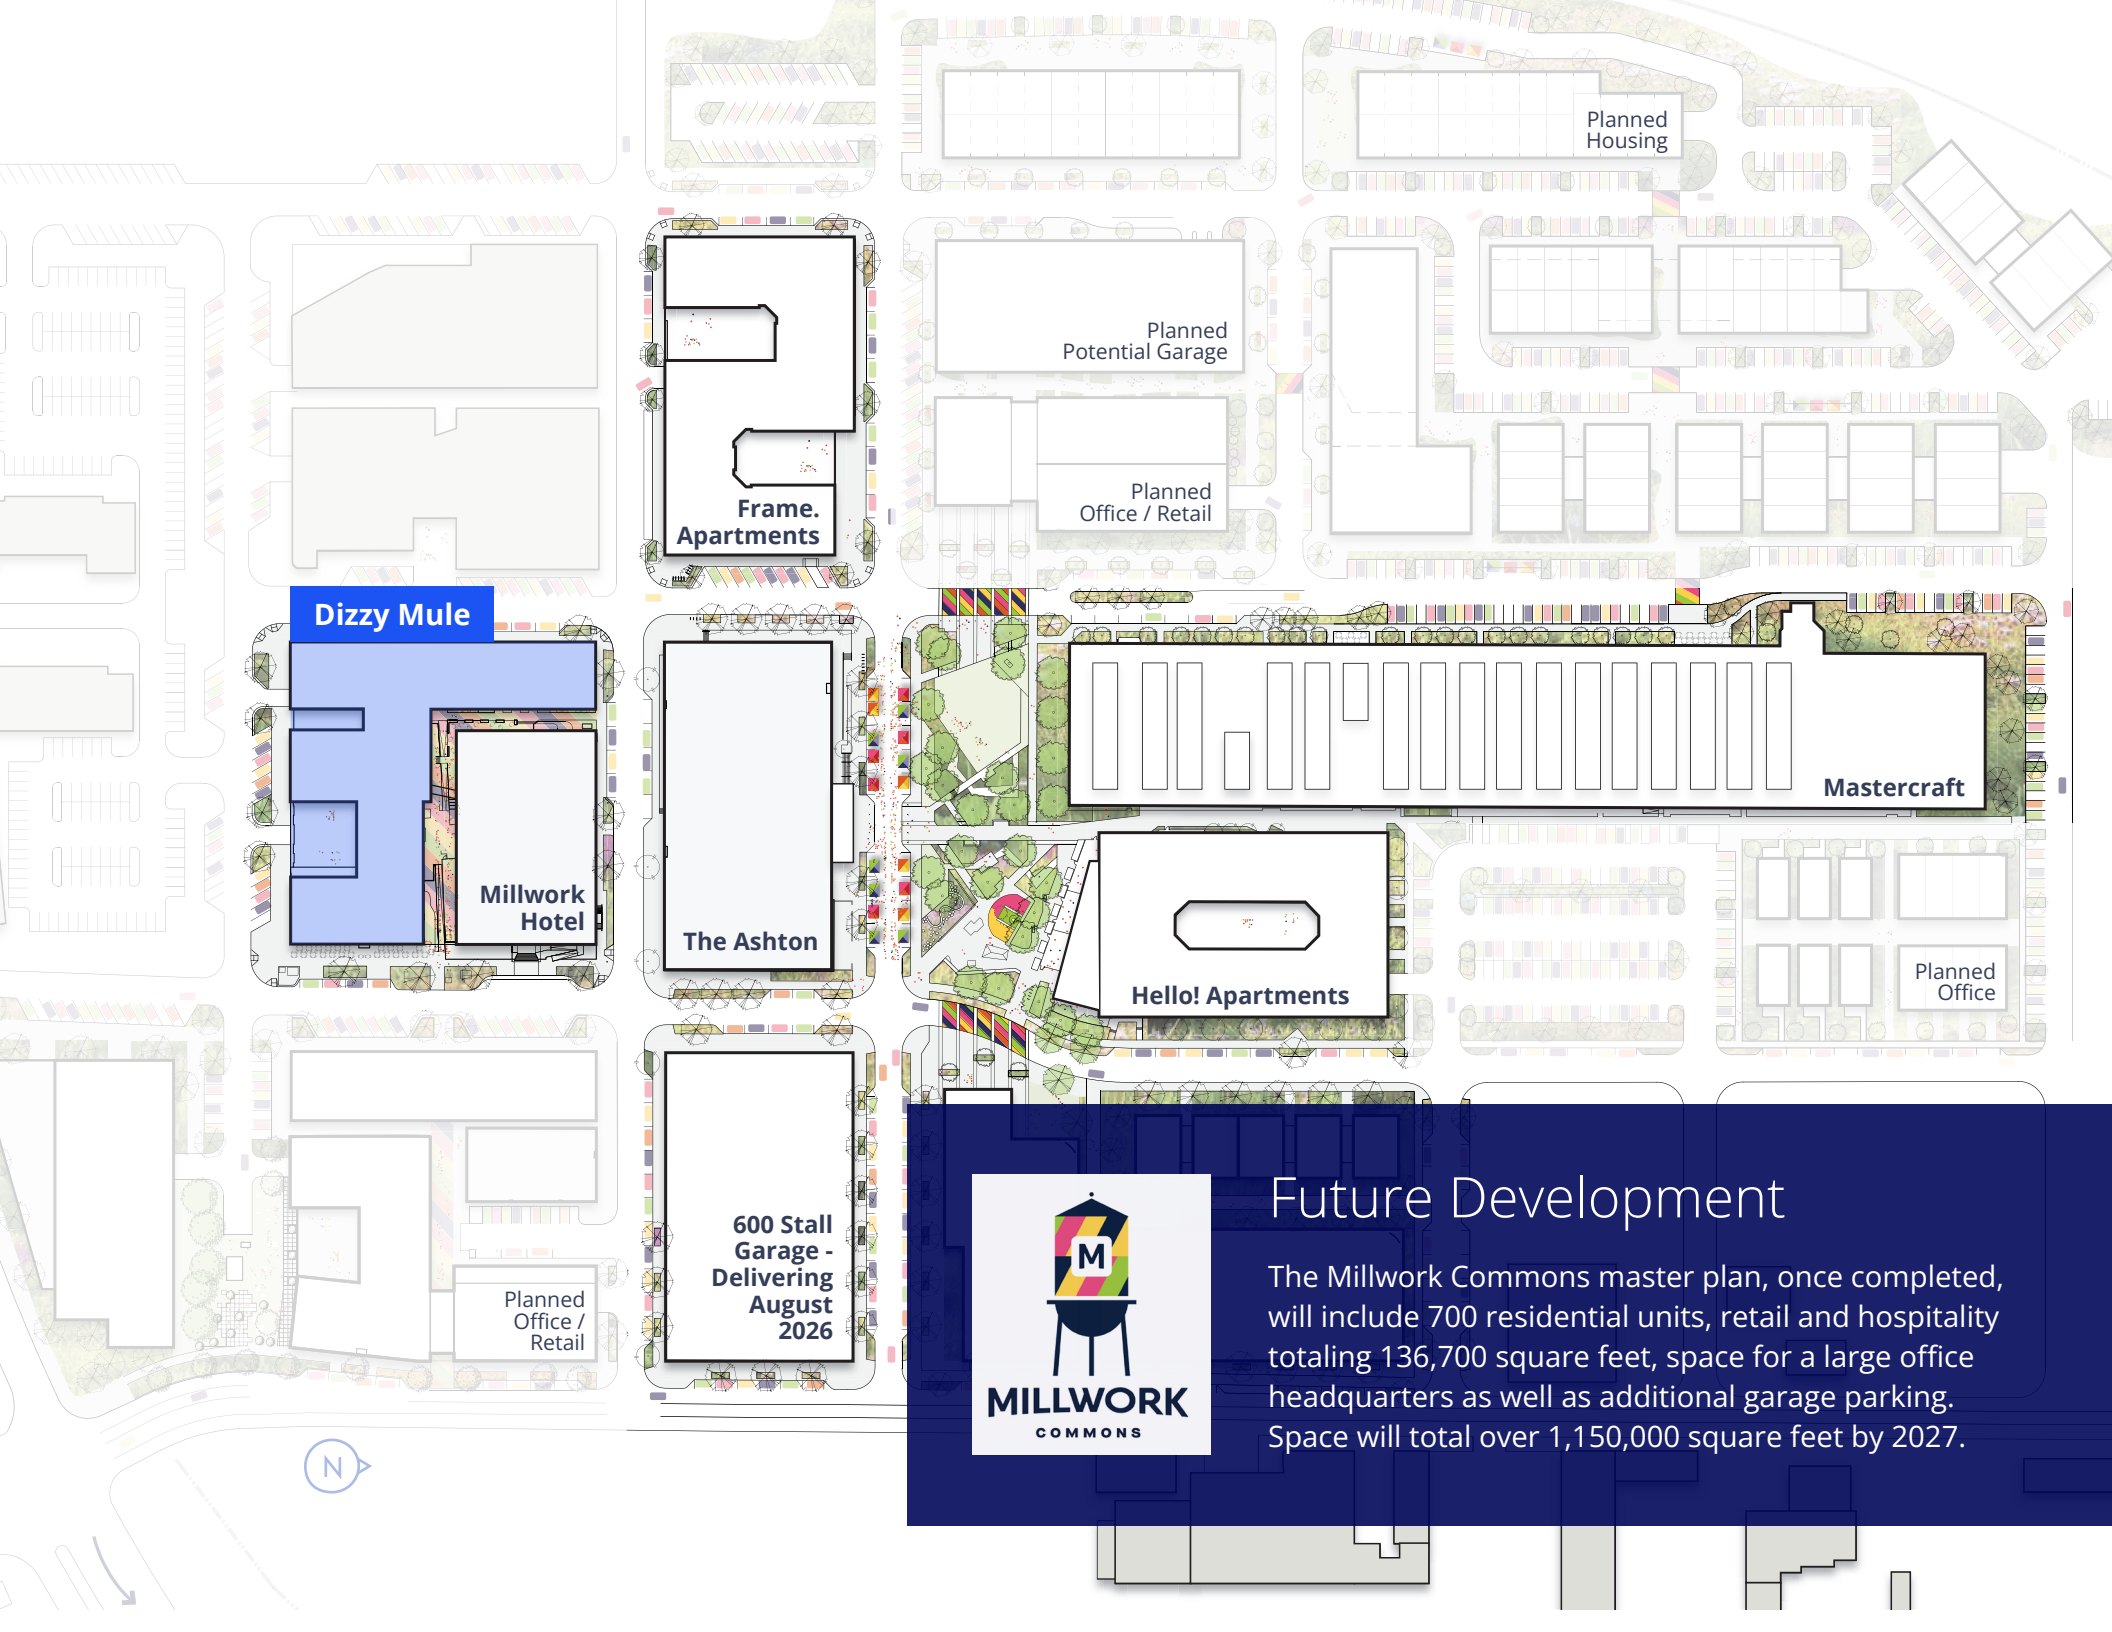 Planned
Housing
Planned
Potential Garage
Planned
Office / Retail
Frame.
Apartments
Dizzy Mule
Mastercraft
Millwork
Hotel
The Ashton
Hello! Apartments
Planned
Office
600 Stall
Garage -
Delivering
August
2026
Planned
Office /
Retail
N
M
MILLWORK
COMMONS
Future Development
The Millwork Commons master plan, once completed,
will include 700 residential units, retail and hospitality
totaling 136,700 square feet, space for a large office
headquarters as well as additional garage parking.
Space will total over 1,150,000 square feet by 2027.